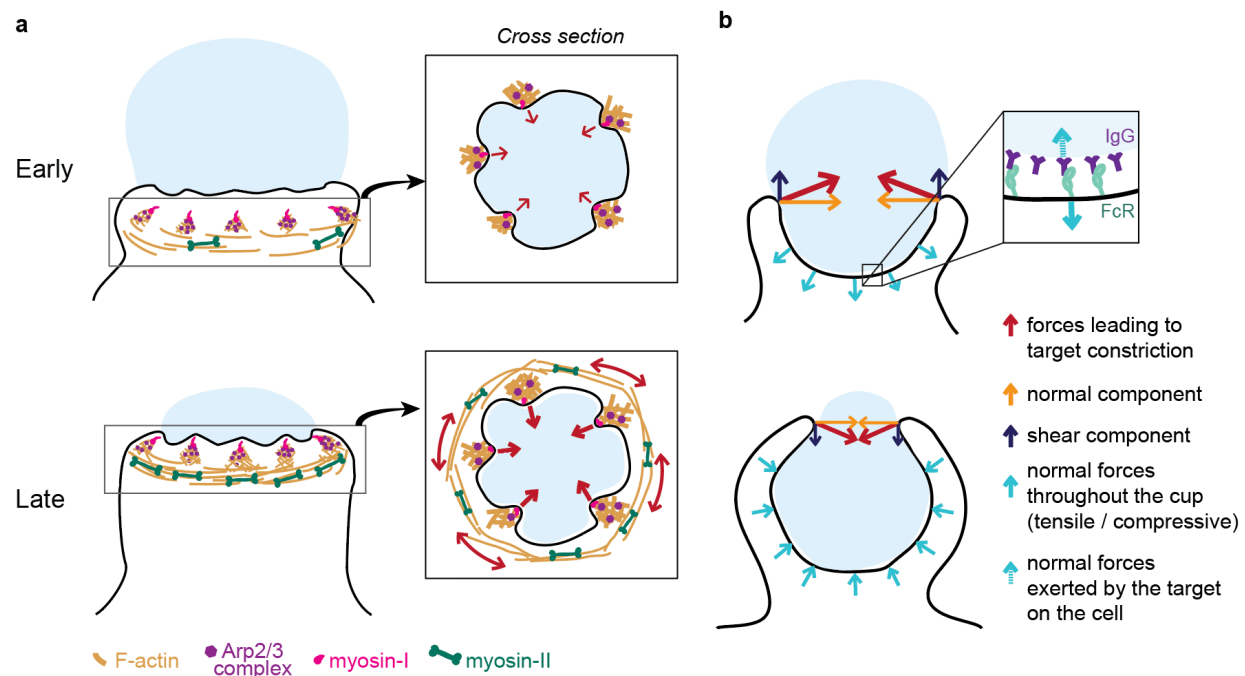 a
Cross section
Early
Late
F-actin
Arp2/3
complex
myosin-I
myosin-II
b
IgG
FcR
forces leading to
target constriction
normal component
shear component
normal forces
throughout the cup
(tensile / compressive)
normal forces
exerted by the target
on the cell